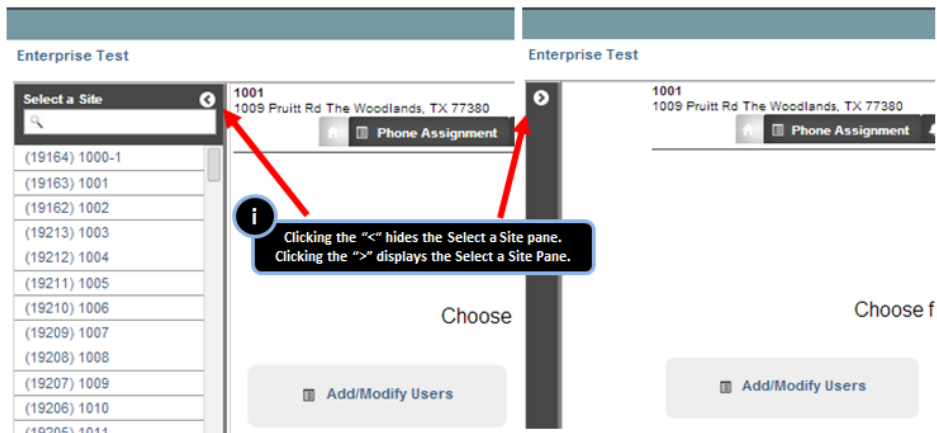 Enterprise Test
Select a Site
(19164) 1000-1
(19163) 1001
(19162) 1002
(19213) 1003
(19212) 1004
(19211) 1005
(19210) 1006
(19209) 1007
(19208) 1008
(19207) 1009
(19206) 1010
(19205) 1011
1001
1009 Pruitt Rd The Woodlands, TX 77380
Phone Assignment
i
Clicking the “<“ hides the Select a Site pane.
Clicking the “>” displays the Select a Site Pane.
Choose
Add/Modify Users
Enterprise Test
1001
1009 Pruitt Rd The Woodlands, TX 77380
Phone Assignment
Choose f
Add/Modify Users